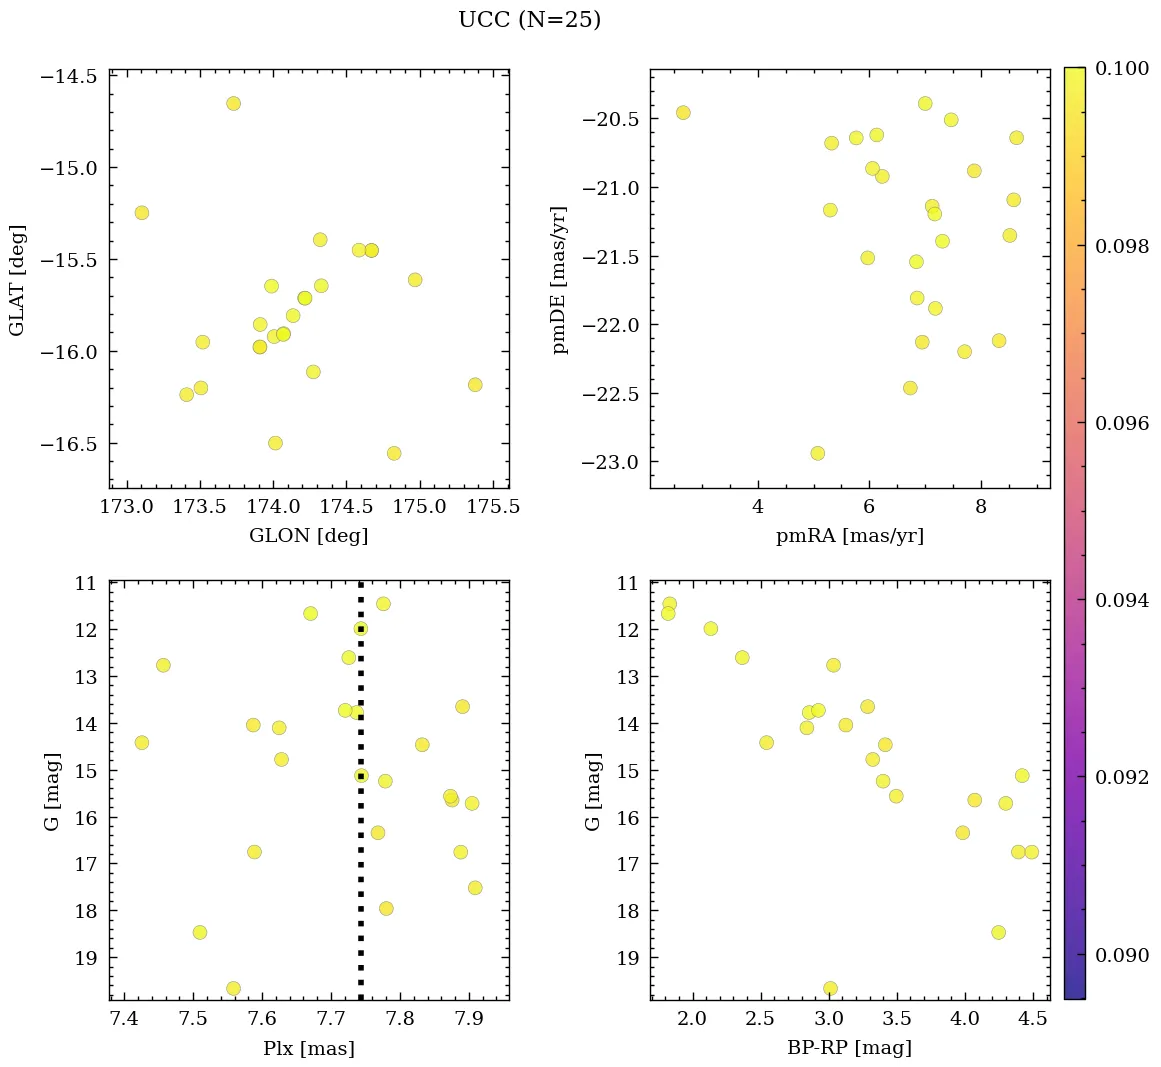 UCC (N=25)
−14.5
−15.0
−15.5
−16.0
−16.5
GLAT [deg]
173.0 173.5 174.0 174.5 175.0 175.5
GLON [deg]
−20.5
−21.0
−21.5
−22.0
−22.5
−23.0
pmDE [mas/yr]
4 6 8
pmRA [mas/yr]
0.100
0.098
0.096
0.094
0.092
0.090
11
12
13
14
15
16
17
18
19
G [mag]
7.4 7.5 7.6 7.7 7.8 7.9
Plx [mas]
11
12
13
14
15
16
17
18
19
G [mag]
2.0 2.5 3.0 3.5 4.0 4.5
BP-RP [mag]